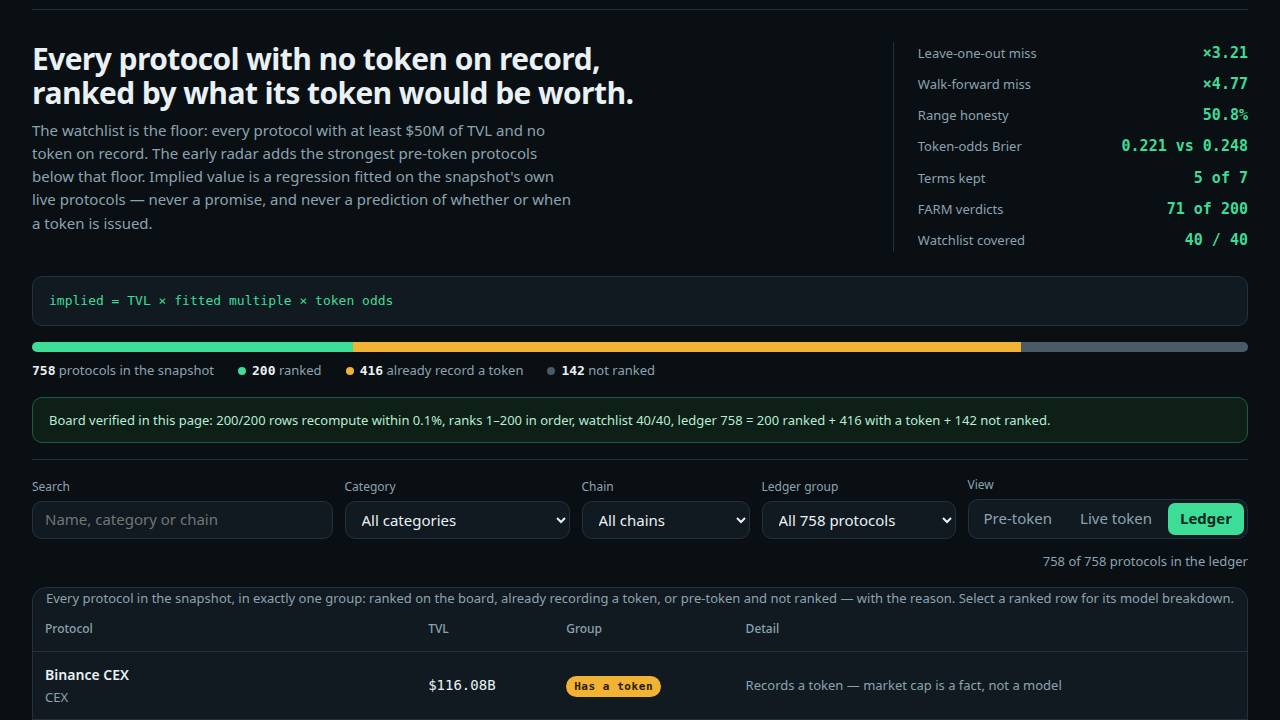 Every protocol with no token on record,
ranked by what its token would be worth.
The watchlist is the floor: every protocol with at least $50M of TVL and no
token on record. The early radar adds the strongest pre-token protocols
below that floor. Implied value is a regression fitted on the snapshot's own
live protocols — never a promise, and never a prediction of whether or when
a token is issued.
Leave-one-out miss ×3.21
Walk-forward miss ×4.77
Range honesty 50.8%
Token-odds Brier 0.221 vs 0.248
Terms kept 5 of 7
FARM verdicts 71 of 200
Watchlist covered 40 / 40
implied = TVL × fitted multiple × token odds
758 protocols in the snapshot 200 ranked 416 already record a token 142 not ranked
Board verified in this page: 200/200 rows recompute within 0.1%, ranks 1–200 in order, watchlist 40/40, ledger 758 = 200 ranked + 416 with a token + 142 not ranked.
Search Category Chain Ledger group View
Name, category or chain All categories All chains All 758 protocols Pre-token Live token Ledger
758 of 758 protocols in the ledger
Every protocol in the snapshot, in exactly one group: ranked on the board, already recording a token, or pre-token and not ranked — with the reason. Select a ranked row for its model breakdown.
Protocol TVL Group Detail
Binance CEX $116.08B Has a token Records a token — market cap is a fact, not a model
CEX